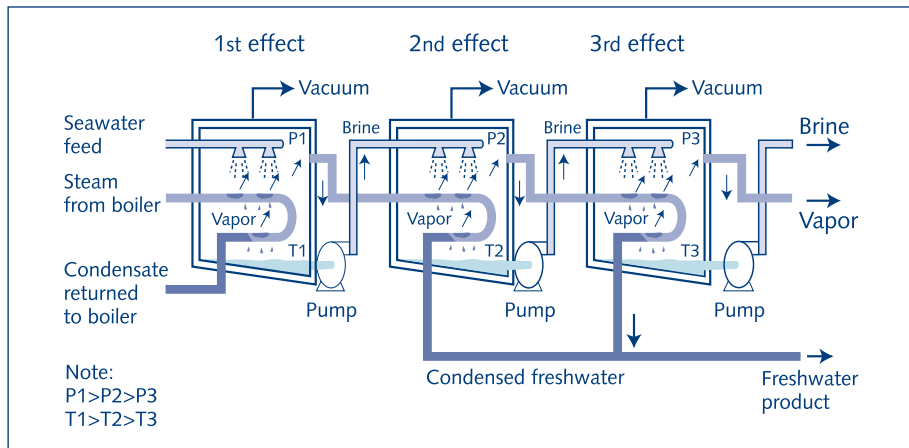 1st effect
2nd effect
3rd effect
Vacuum
Vacuum
Vacuum
Seawater
feed
P1
Brine
P2
Brine
P3
Brine
Steam
from boiler
Vapor
Vapor
Vapor
Vapor
T1
T2
T3
Condensate
returned
to boiler
Pump
Pump
Pump
Condensed freshwater
Freshwater
product
Note:
P1>P2>P3
T1>T2>T3